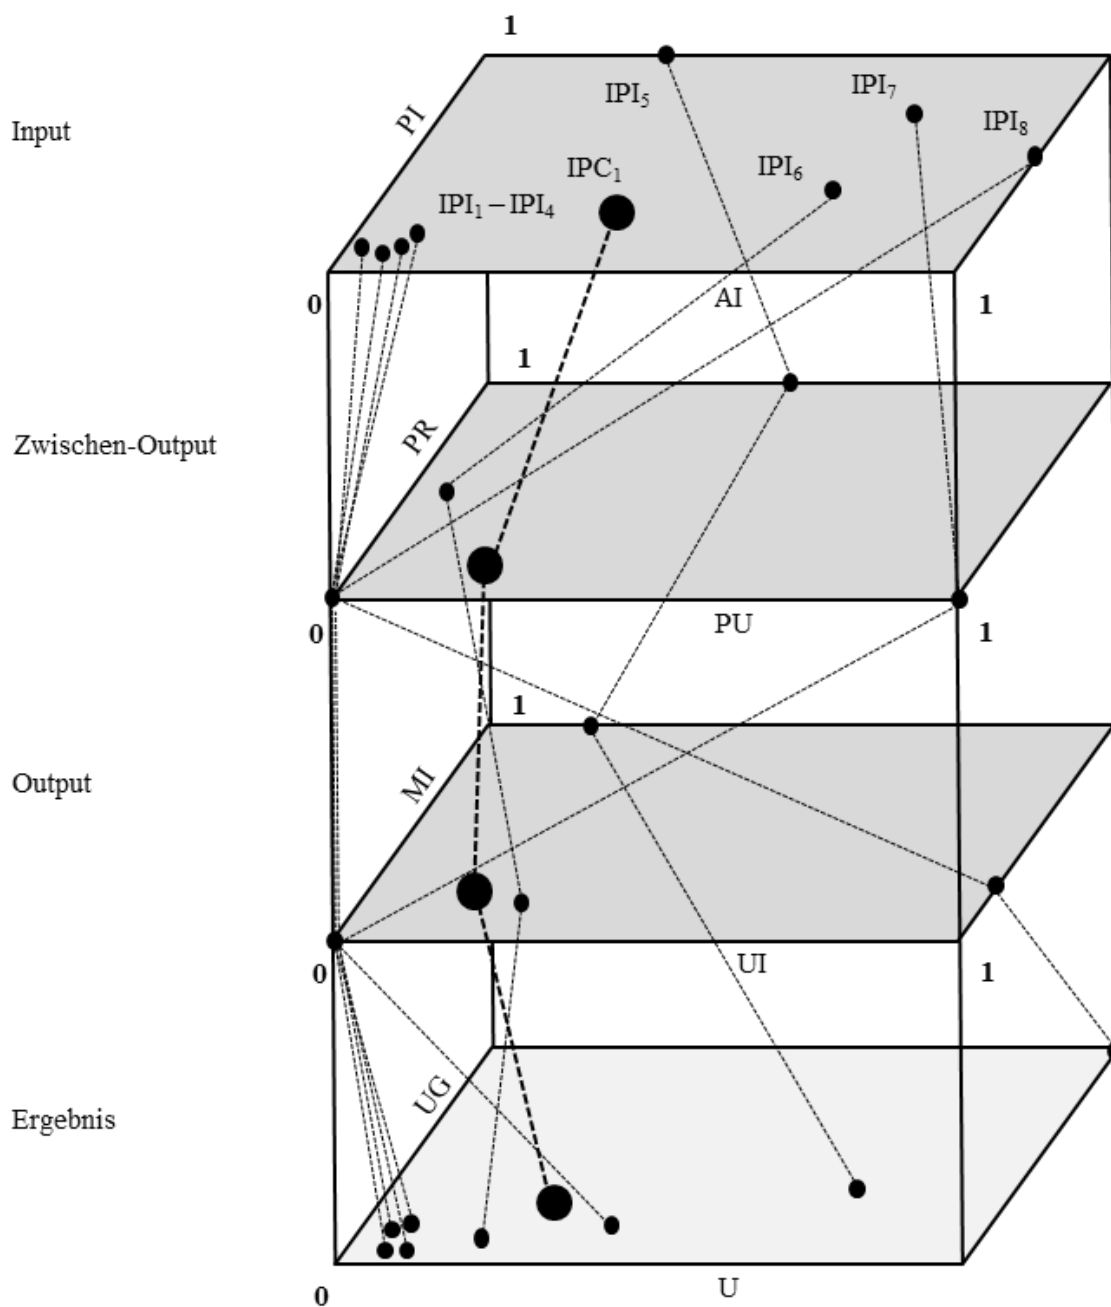 1
PI
IPI₅
IPI₇
IPI₈
Input
IPC₁
IPI₆
IPI₁ – IPI₄
0
AI
1
1
PR
Zwischen-Output
0
PU
1
1
MI
Output
0
UI
1
UG
Ergebnis
0
U